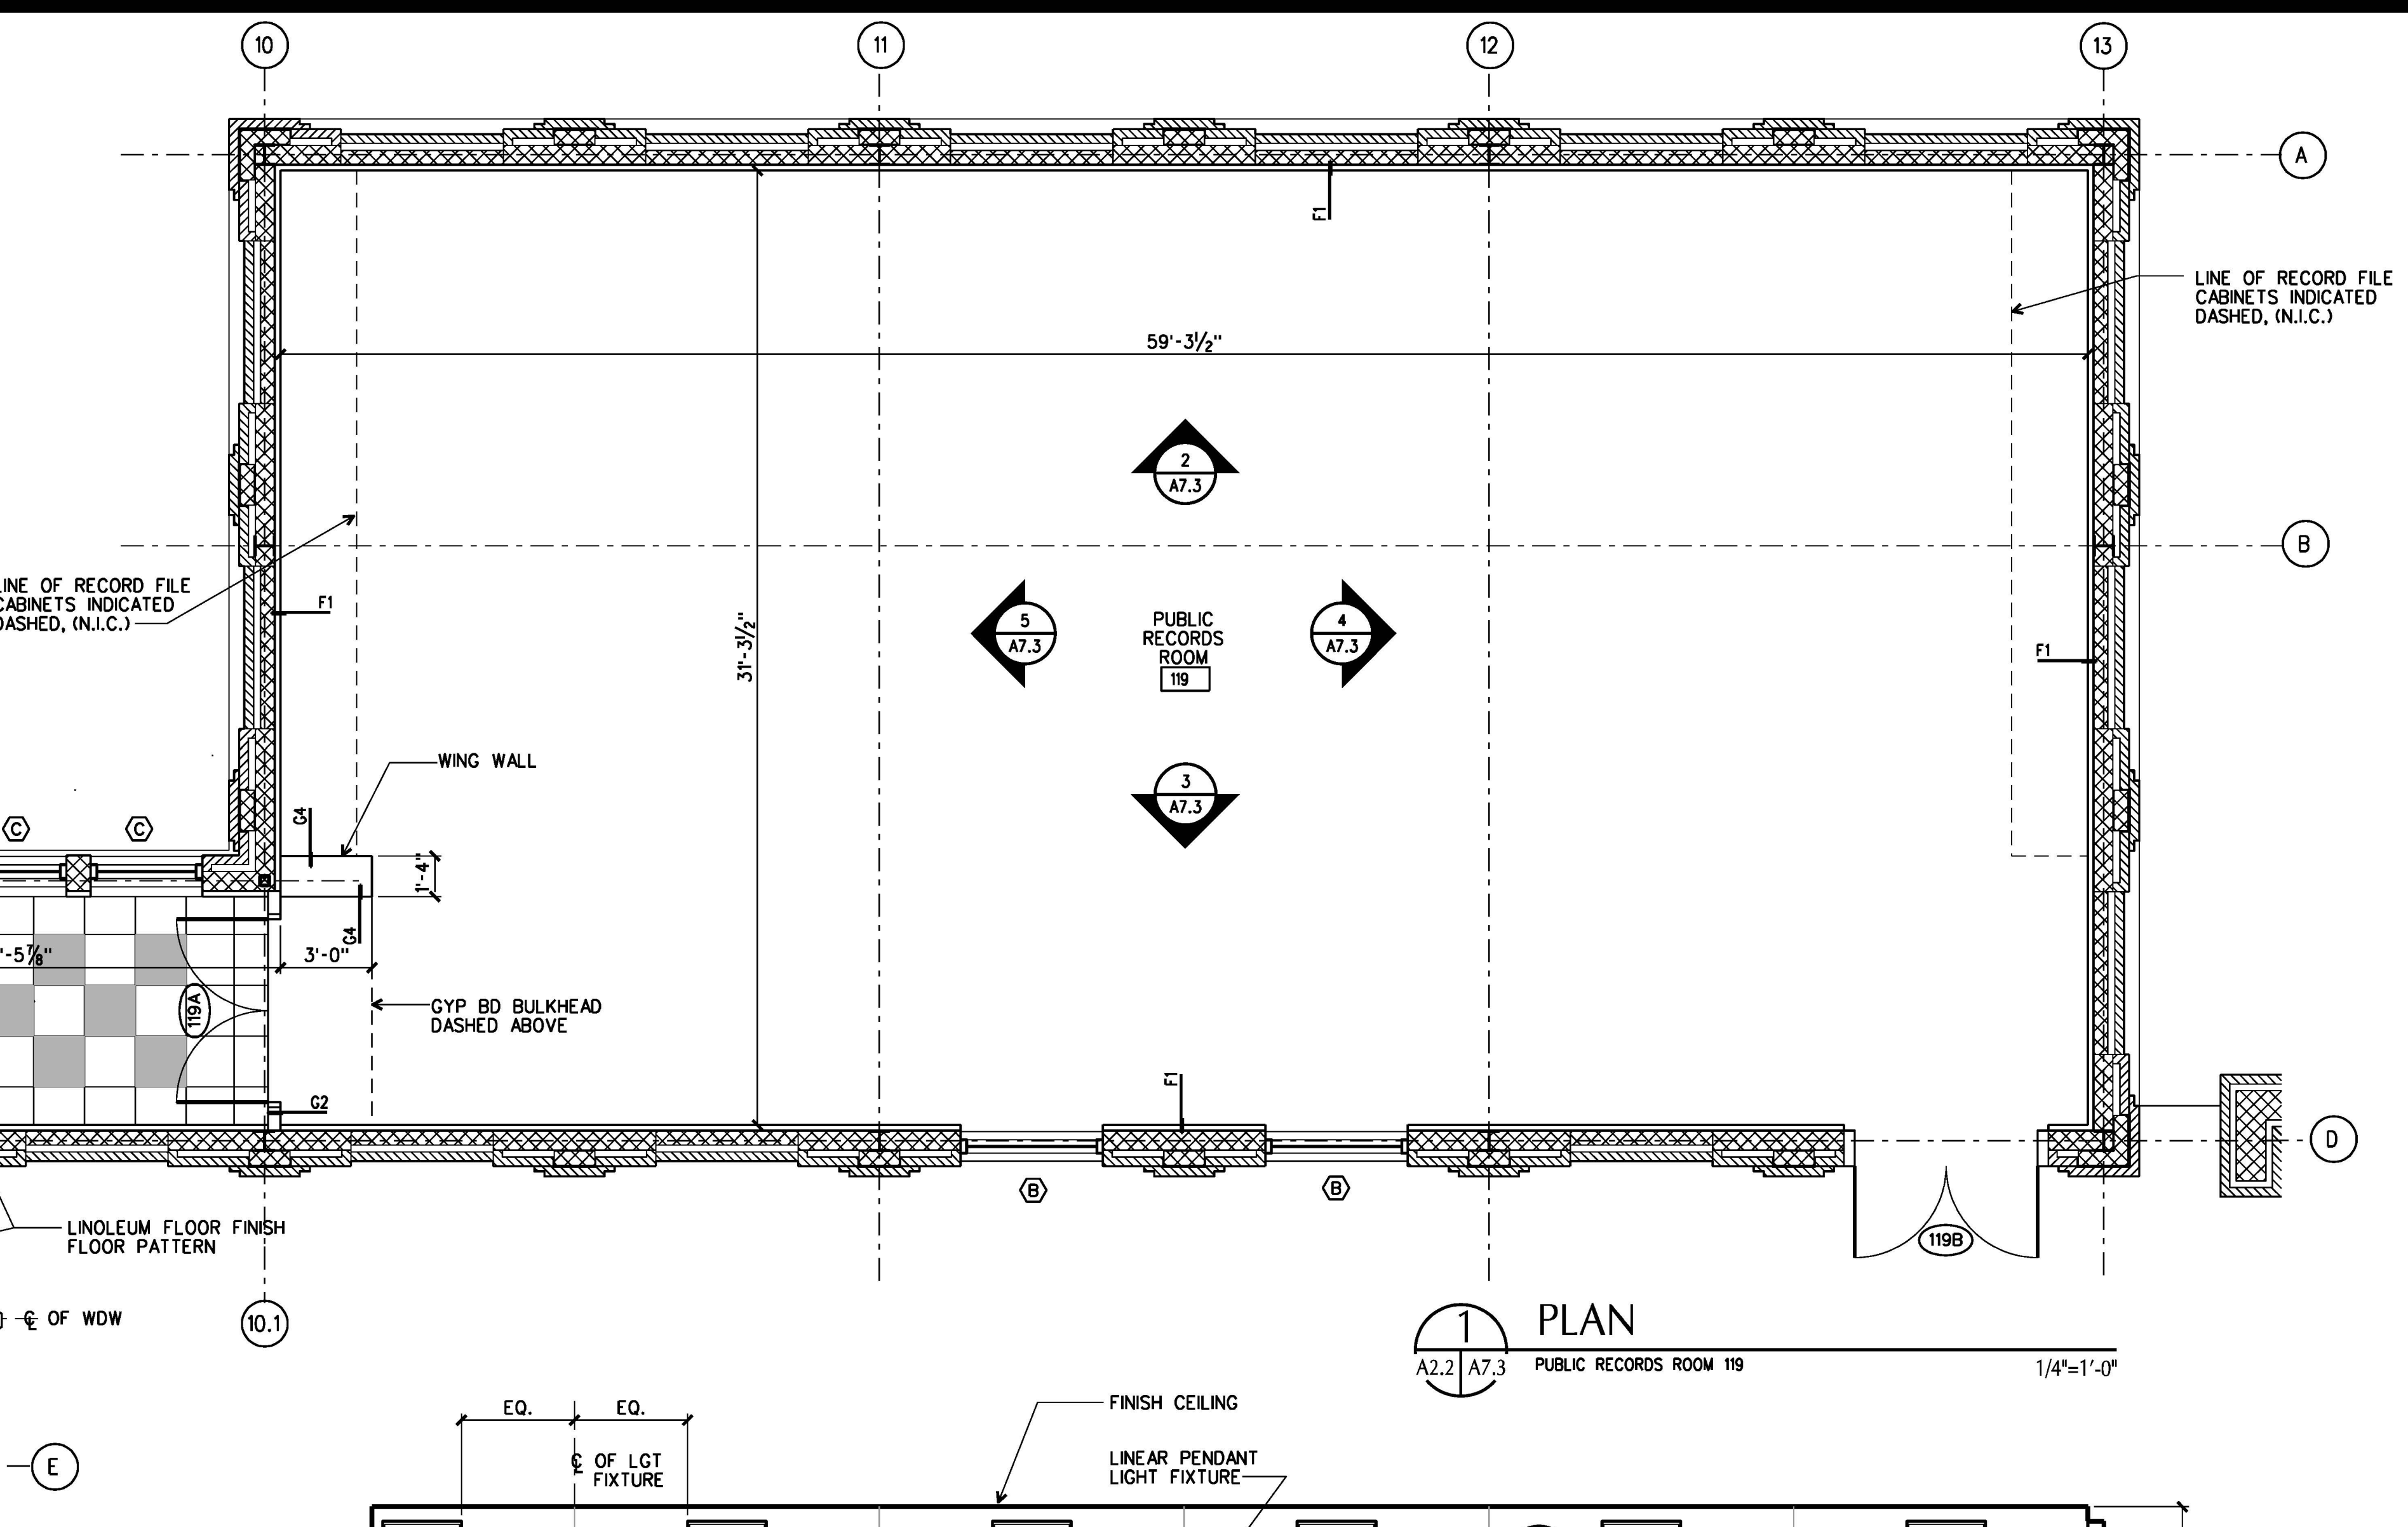 10
11
12
13
A
LINE OF RECORD FILE
CABINETS INDICATED
DASHED, (N.I.C.)
F1
59'-3½"
2
A7.3
B
LINE OF RECORD FILE
CABINETS INDICATED
DASHED, (N.I.C.)
F1
31'-3½"
5
A7.3
PUBLIC
RECORDS
ROOM
119
4
A7.3
F1
WING WALL
3
A7.3
C
C
G4
1'-4"
G4
'-5⅞"
3'-0"
119A
GYP BD BULKHEAD
DASHED ABOVE
G2
F1
D
B
B
LINOLEUM FLOOR FINISH
FLOOR PATTERN
119B
℄ OF WDW
10.1
1
PLAN
A2.2
A7.3
PUBLIC RECORDS ROOM 119
1/4"=1'-0"
EQ.
EQ.
FINISH CEILING
℄ OF LGT
FIXTURE
LINEAR PENDANT
LIGHT FIXTURE
E